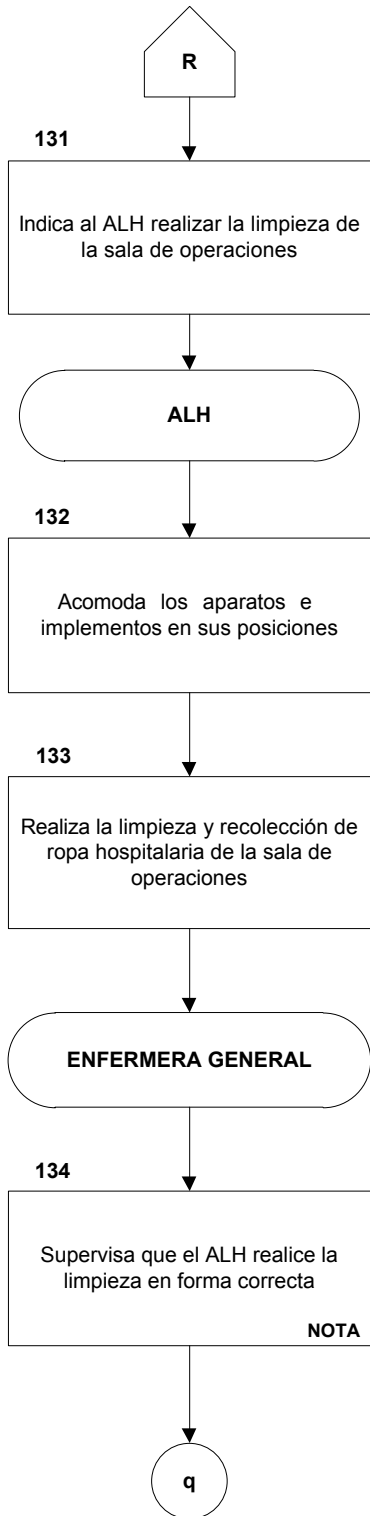 R
131
Indica al ALH realizar la limpieza de
la sala de operaciones
ALH
132
Acomoda los aparatos e
implementos en sus posiciones
133
Realiza la limpieza y recolección de
ropa hospitalaria de la sala de
operaciones
ENFERMERA GENERAL
134
Supervisa que el ALH realice la
limpieza en forma correcta
NOTA
q